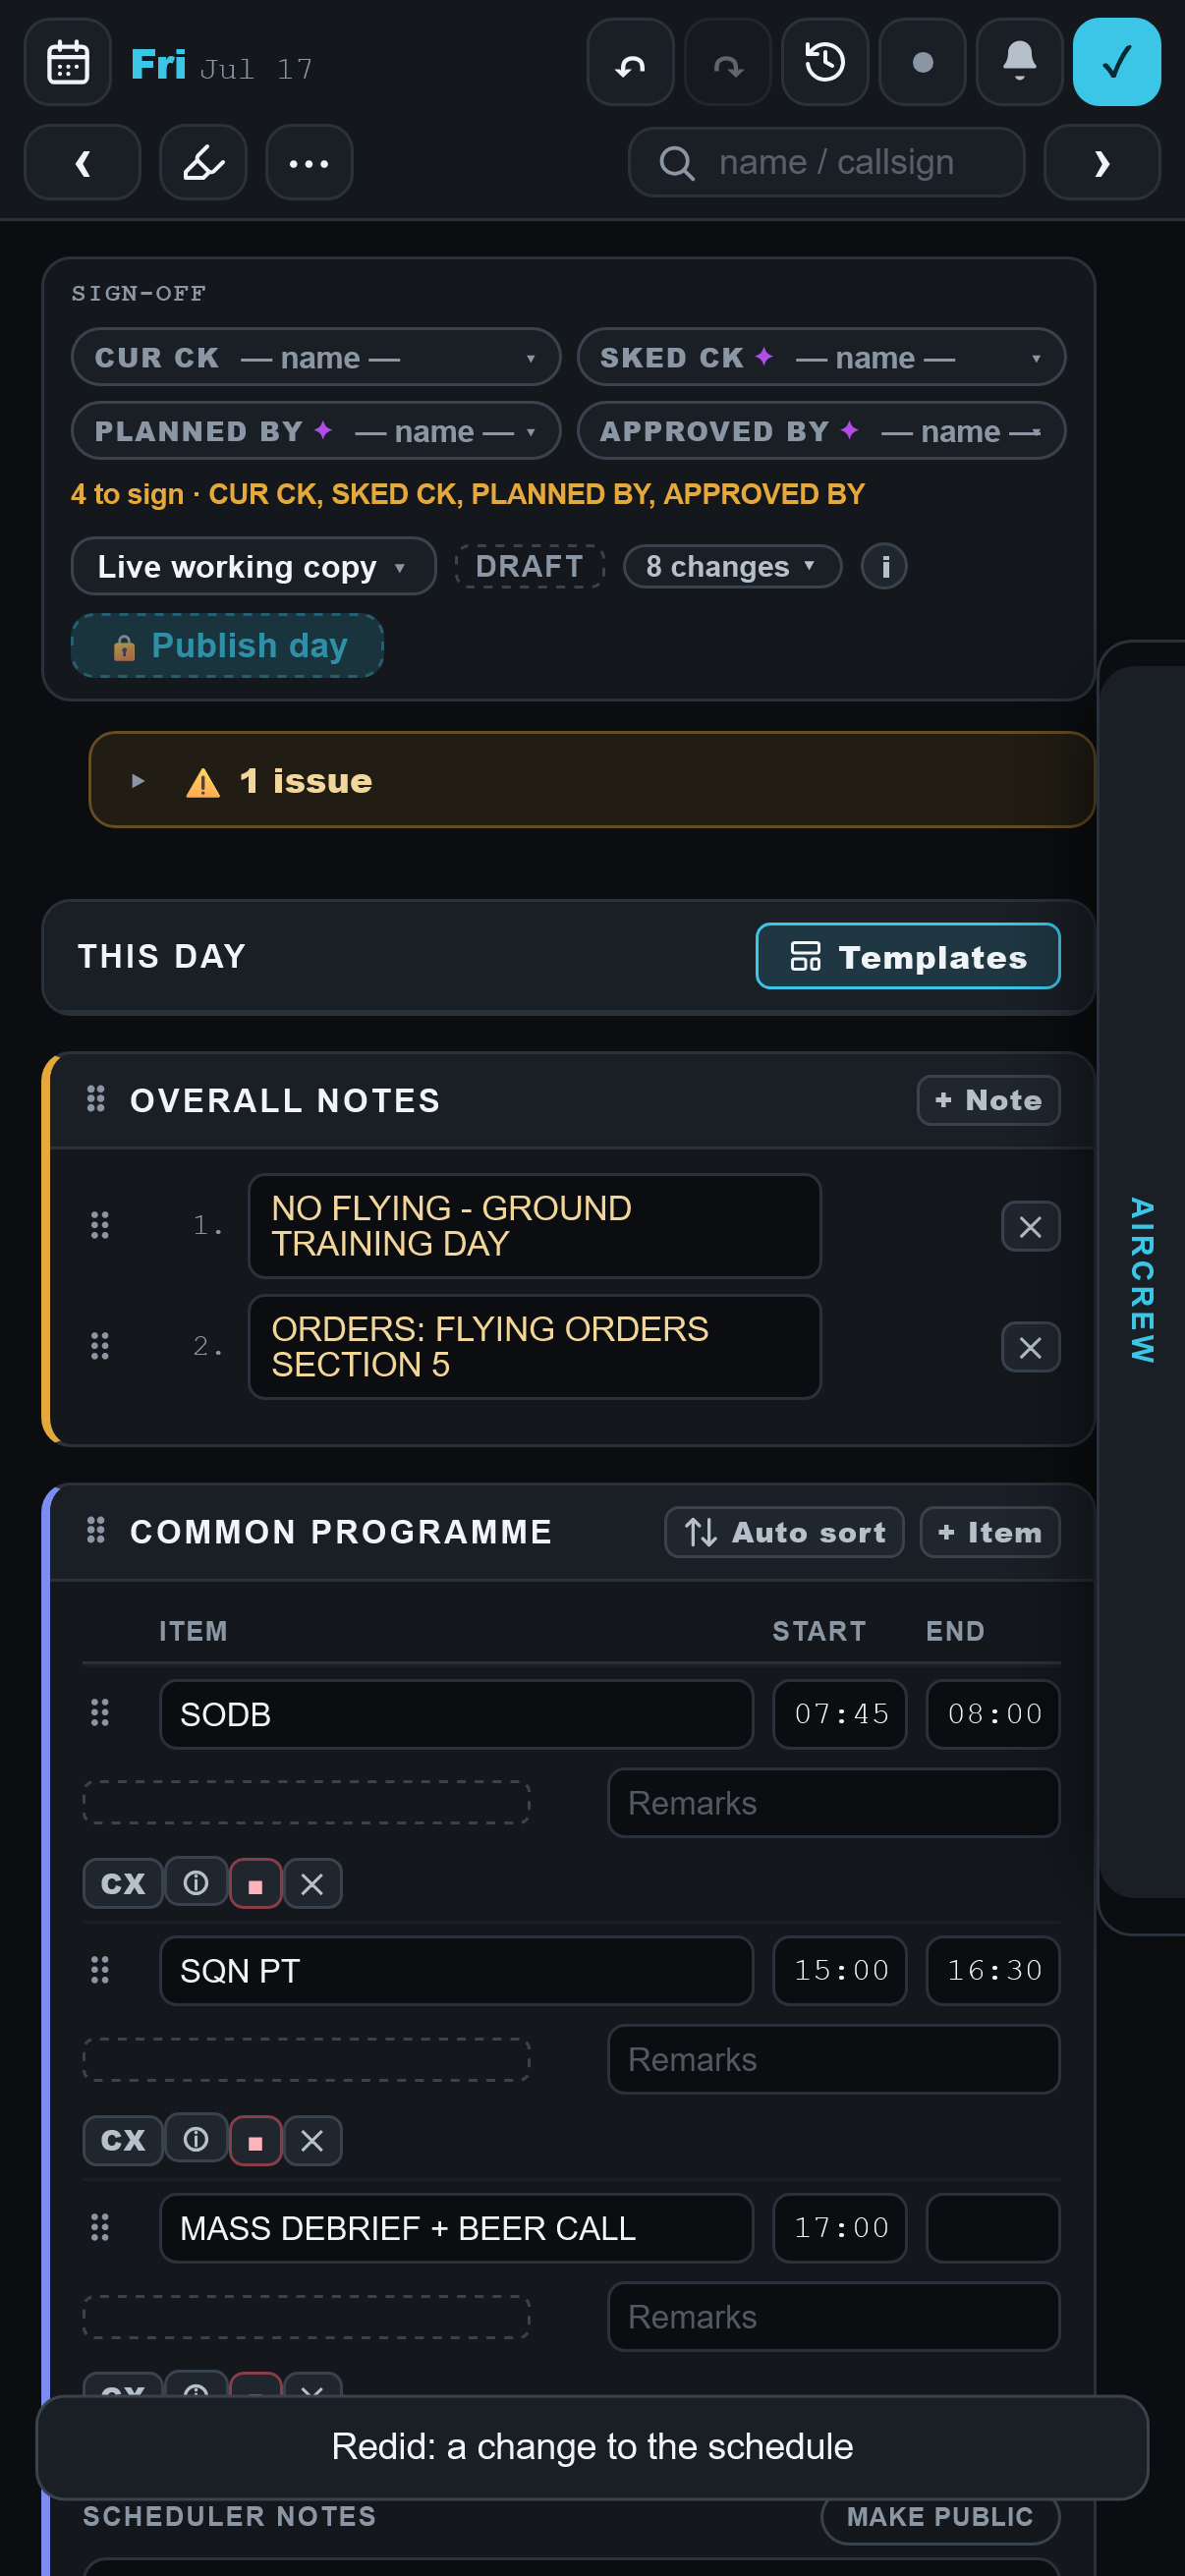 Fri Jul 17
name / callsign
SIGN-OFF
CUR CK — name —
SKED CK — name —
PLANNED BY — name —
APPROVED BY — name —
4 to sign · CUR CK, SKED CK, PLANNED BY, APPROVED BY
Live working copy
DRAFT
8 changes
i
Publish day
1 issue
THIS DAY
Templates
OVERALL NOTES
+ Note
1.
NO FLYING - GROUND
TRAINING DAY
2.
ORDERS: FLYING ORDERS
SECTION 5
AIRCREW
COMMON PROGRAMME
Auto sort
+ Item
ITEM START END
SODB 07:45 08:00
Remarks
CX
SQN PT 15:00 16:30
Remarks
CX
MASS DEBRIEF + BEER CALL 17:00
Remarks
CX
Redid: a change to the schedule
SCHEDULER NOTES
MAKE PUBLIC